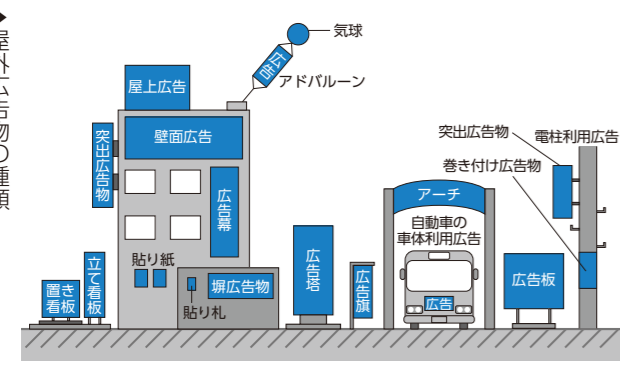 ▶屋外広告物の種類
気球
広告
アドバルーン
屋上広告
壁面広告
突出広告物
広告幕
貼り紙
貼り札
塀広告物
置き
看板
立て看板
広告塔
広告旗
アーチ
自動車の
車体利用広告
広告
広告板
突出広告物
電柱利用広告
巻き付け広告物